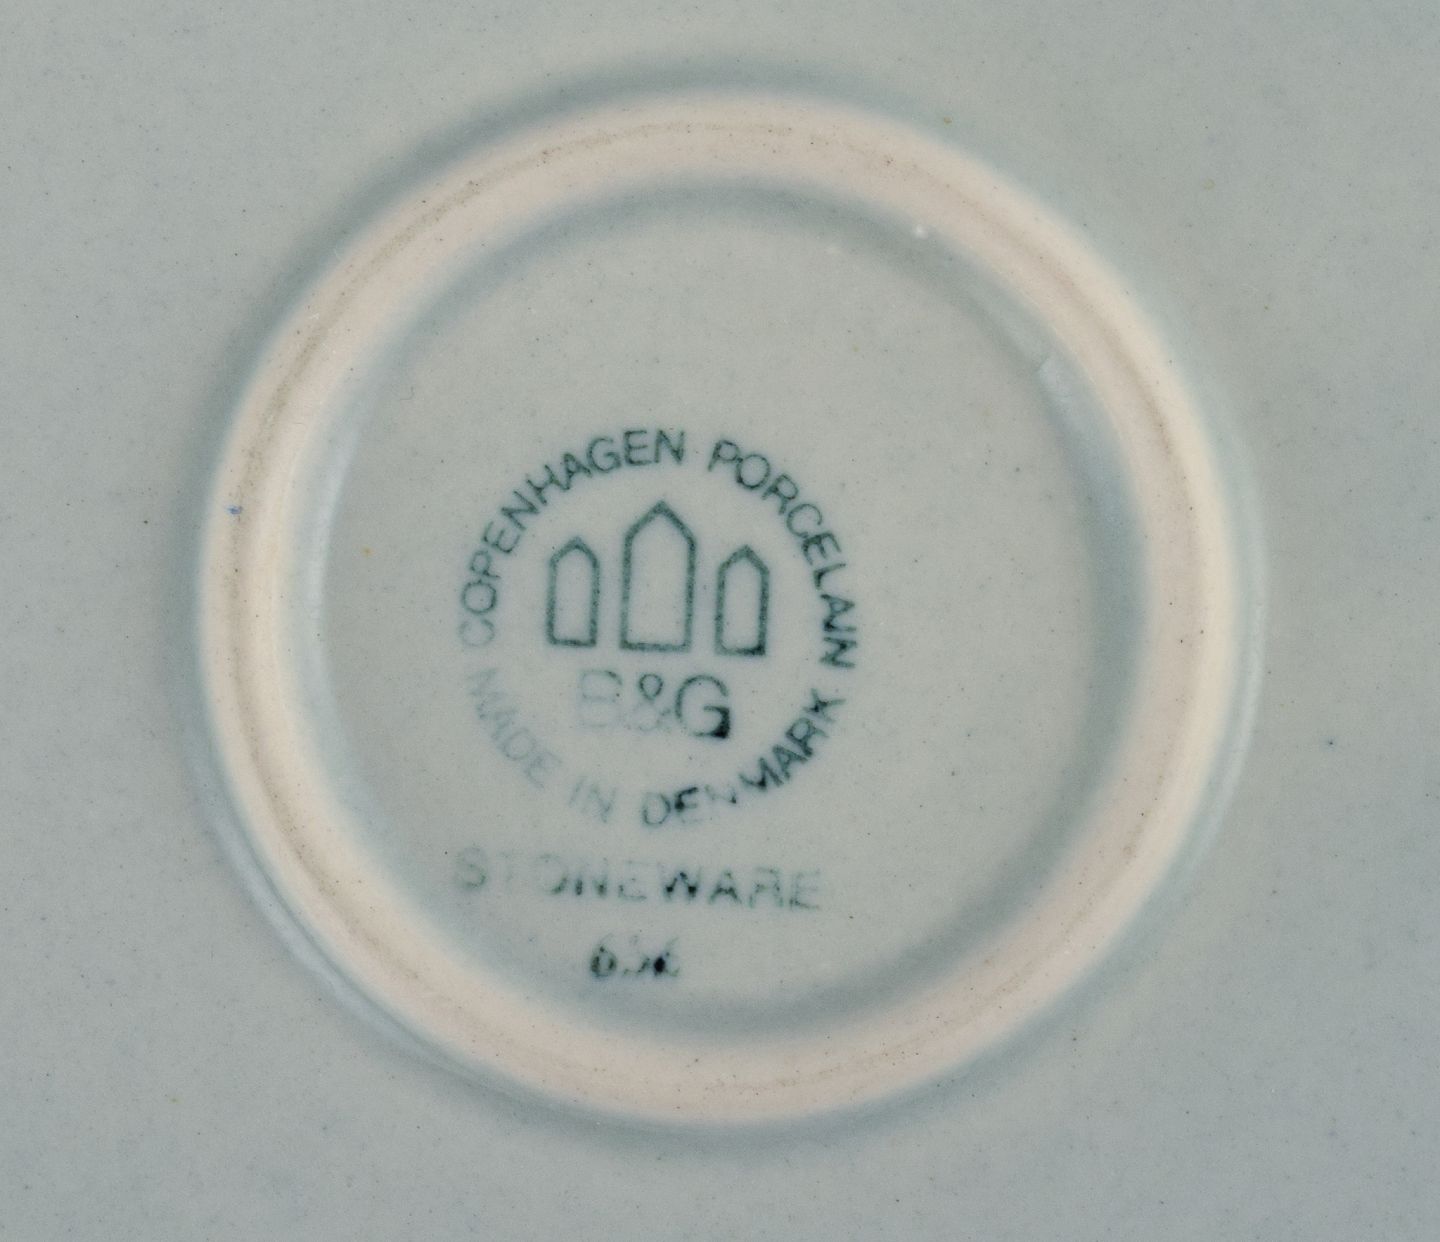 COPENHAGEN PORCELAIN
B&G
MADE IN DENMARK
STONEWARE